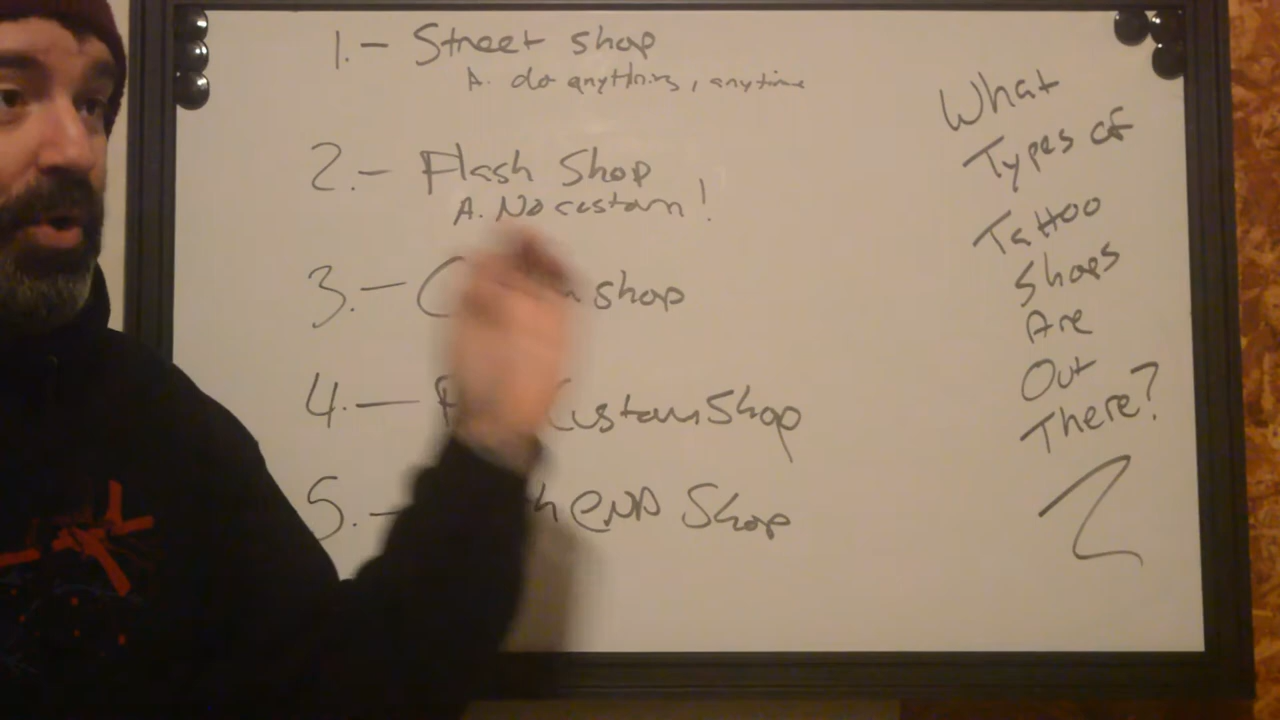 1.- Street shop
A. do anything, anytime
2.- Flash Shop
A. No custom!
3.- shop
4.- Custom Shop
5.- END Shop
What
Types of
Tattoo
Shops
Are
Out
There?